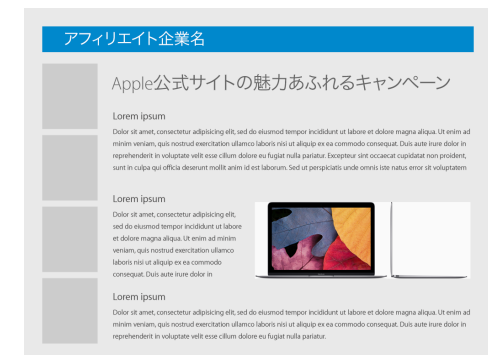 アフィリエイト企業名
Apple公式サイトの魅力あふれるキャンペーン
Lorem ipsum
Dolor sit amet, consectetur adipisicing elit, sed do eiusmod tempor incididunt ut labore et dolore magna aliqua. Ut enim ad
minim veniam, quis nostrud exercitation ullamco laboris nisi ut aliquip ex ea commodo consequat. Duis aute irure dolor in
reprehenderit in voluptate velit esse cillum dolore eu fugiat nulla pariatur. Excepteur sint occaecat cupidatat non proident,
sunt in culpa qui officia deserunt mollit anim id est laborum. Sed ut perspiciatis unde omnis iste natus error sit voluptatem
Lorem ipsum
Dolor sit amet, consectetur adipisicing elit,
sed do eiusmod tempor incididunt ut labore
et dolore magna aliqua. Ut enim ad minim
veniam, quis nostrud exercitation ullamco
laboris nisi ut aliquip ex ea commodo
consequat. Duis aute irure dolor in
Lorem ipsum
Dolor sit amet, consectetur adipisicing elit, sed do eiusmod tempor incididunt ut labore et dolore magna aliqua. Ut enim ad
minim veniam, quis nostrud exercitation ullamco laboris nisi ut aliquip ex ea commodo consequat. Duis aute irure dolor in
reprehenderit in voluptate velit esse cillum dolore eu fugiat nulla pariatur.